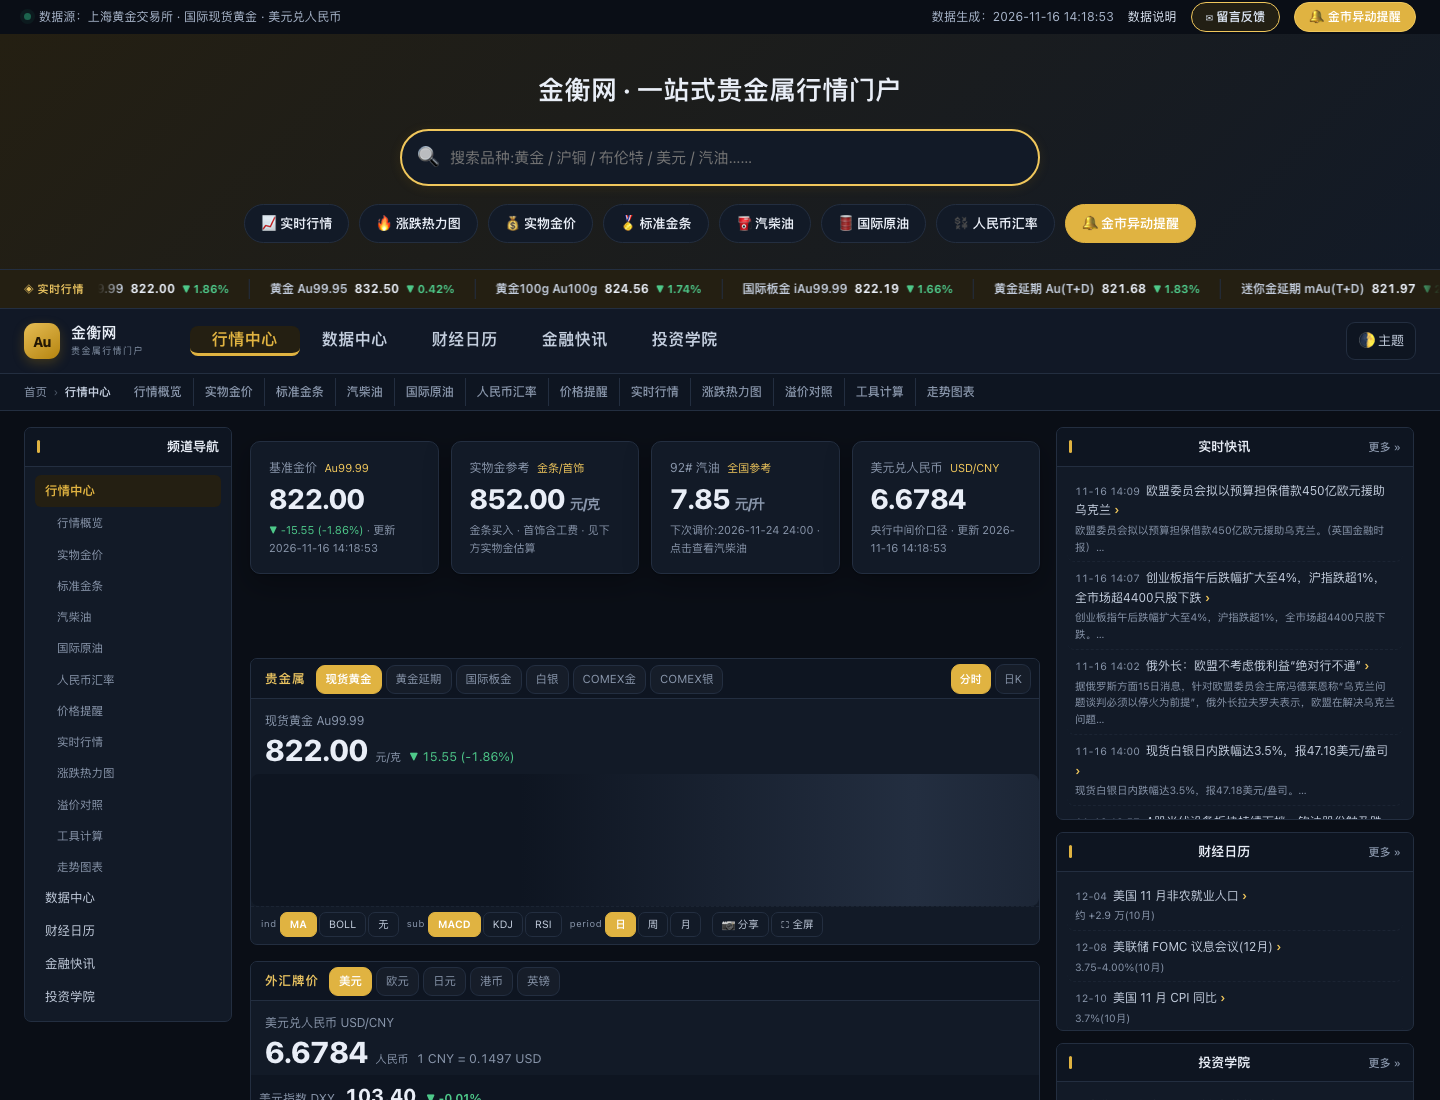 数据源：上海黄金交易所 · 国际现货黄金 · 美元兑人民币
数据生成：2026-11-16 14:18:53 数据说明 ✉ 留言反馈 🔔 金市异动提醒
金衡网 · 一站式贵金属行情门户
搜索品种:黄金 / 沪铜 / 布伦特 / 美元 / 汽油……
实时行情 涨跌热力图 实物金价 标准金条 汽柴油 国际原油 人民币汇率 金市异动提醒
◈ 实时行情 .99 822.00 ▼1.86% 黄金 Au99.95 832.50 ▼0.42% 黄金100g Au100g 824.56 ▼1.74% 国际板金 iAu99.99 822.19 ▼1.66% 黄金延期 Au(T+D) 821.68 ▼1.83% 迷你金延期 mAu(T+D) 821.97 ▼
Au 金衡网
贵金属行情门户
行情中心 数据中心 财经日历 金融快讯 投资学院
主题
首页 › 行情中心 行情概览 实物金价 标准金条 汽柴油 国际原油 人民币汇率 价格提醒 实时行情 涨跌热力图 溢价对照 工具计算 走势图表
频道导航
行情中心
行情概览
实物金价
标准金条
汽柴油
国际原油
人民币汇率
价格提醒
实时行情
涨跌热力图
溢价对照
工具计算
走势图表
数据中心
财经日历
金融快讯
投资学院
基准金价 Au99.99
822.00
▼ -15.55 (-1.86%) · 更新
2026-11-16 14:18:53
实物金参考 金条/首饰
852.00 元/克
金条买入 · 首饰含工费 · 见下
方实物金估算
92# 汽油 全国参考
7.85 元/升
下次调价:2026-11-24 24:00 ·
点击查看汽柴油
美元兑人民币 USD/CNY
6.6784
央行中间价口径 · 更新 2026-
11-16 14:18:53
贵金属 现货黄金 黄金延期 国际板金 白银 COMEX金 COMEX银 分时 日K
现货黄金 Au99.99
822.00 元/克 ▼ 15.55 (-1.86%)
ind MA BOLL 无 sub MACD KDJ RSI period 日 周 月 分享 ⛶ 全屏
外汇牌价 美元 欧元 日元 港币 英镑
美元兑人民币 USD/CNY
6.6784 人民币 1 CNY = 0.1497 USD
美元指数 DXY 103.40 ▼ -0.01%
实时快讯 更多 »
11-16 14:09 欧盟委员会拟以预算担保借款450亿欧元援助
乌克兰 ›
欧盟委员会拟以预算担保借款450亿欧元援助乌克兰。（英国金融时
报）…
11-16 14:07 创业板指午后跌幅扩大至4%，沪指跌超1%，
全市场超4400只股下跌 ›
创业板指午后跌幅扩大至4%，沪指跌超1%，全市场超4400只股下
跌。…
11-16 14:02 俄外长：欧盟不考虑俄利益“绝对行不通” ›
据俄罗斯方面15日消息，针对欧盟委员会主席冯德莱恩称“乌克兰问
题谈判必须以停火为前提”，俄外长拉夫罗夫表示，欧盟在解决乌克兰
问题…
11-16 14:00 现货白银日内跌幅达3.5%，报47.18美元/盎司
›
现货白银日内跌幅达3.5%，报47.18美元/盎司。…
财经日历 更多 »
12-04 美国 11 月非农就业人口 ›
约 +2.9 万(10月)
12-08 美联储 FOMC 议息会议(12月) ›
3.75-4.00%(10月)
12-10 美国 11 月 CPI 同比 ›
3.7%(10月)
投资学院 更多 »